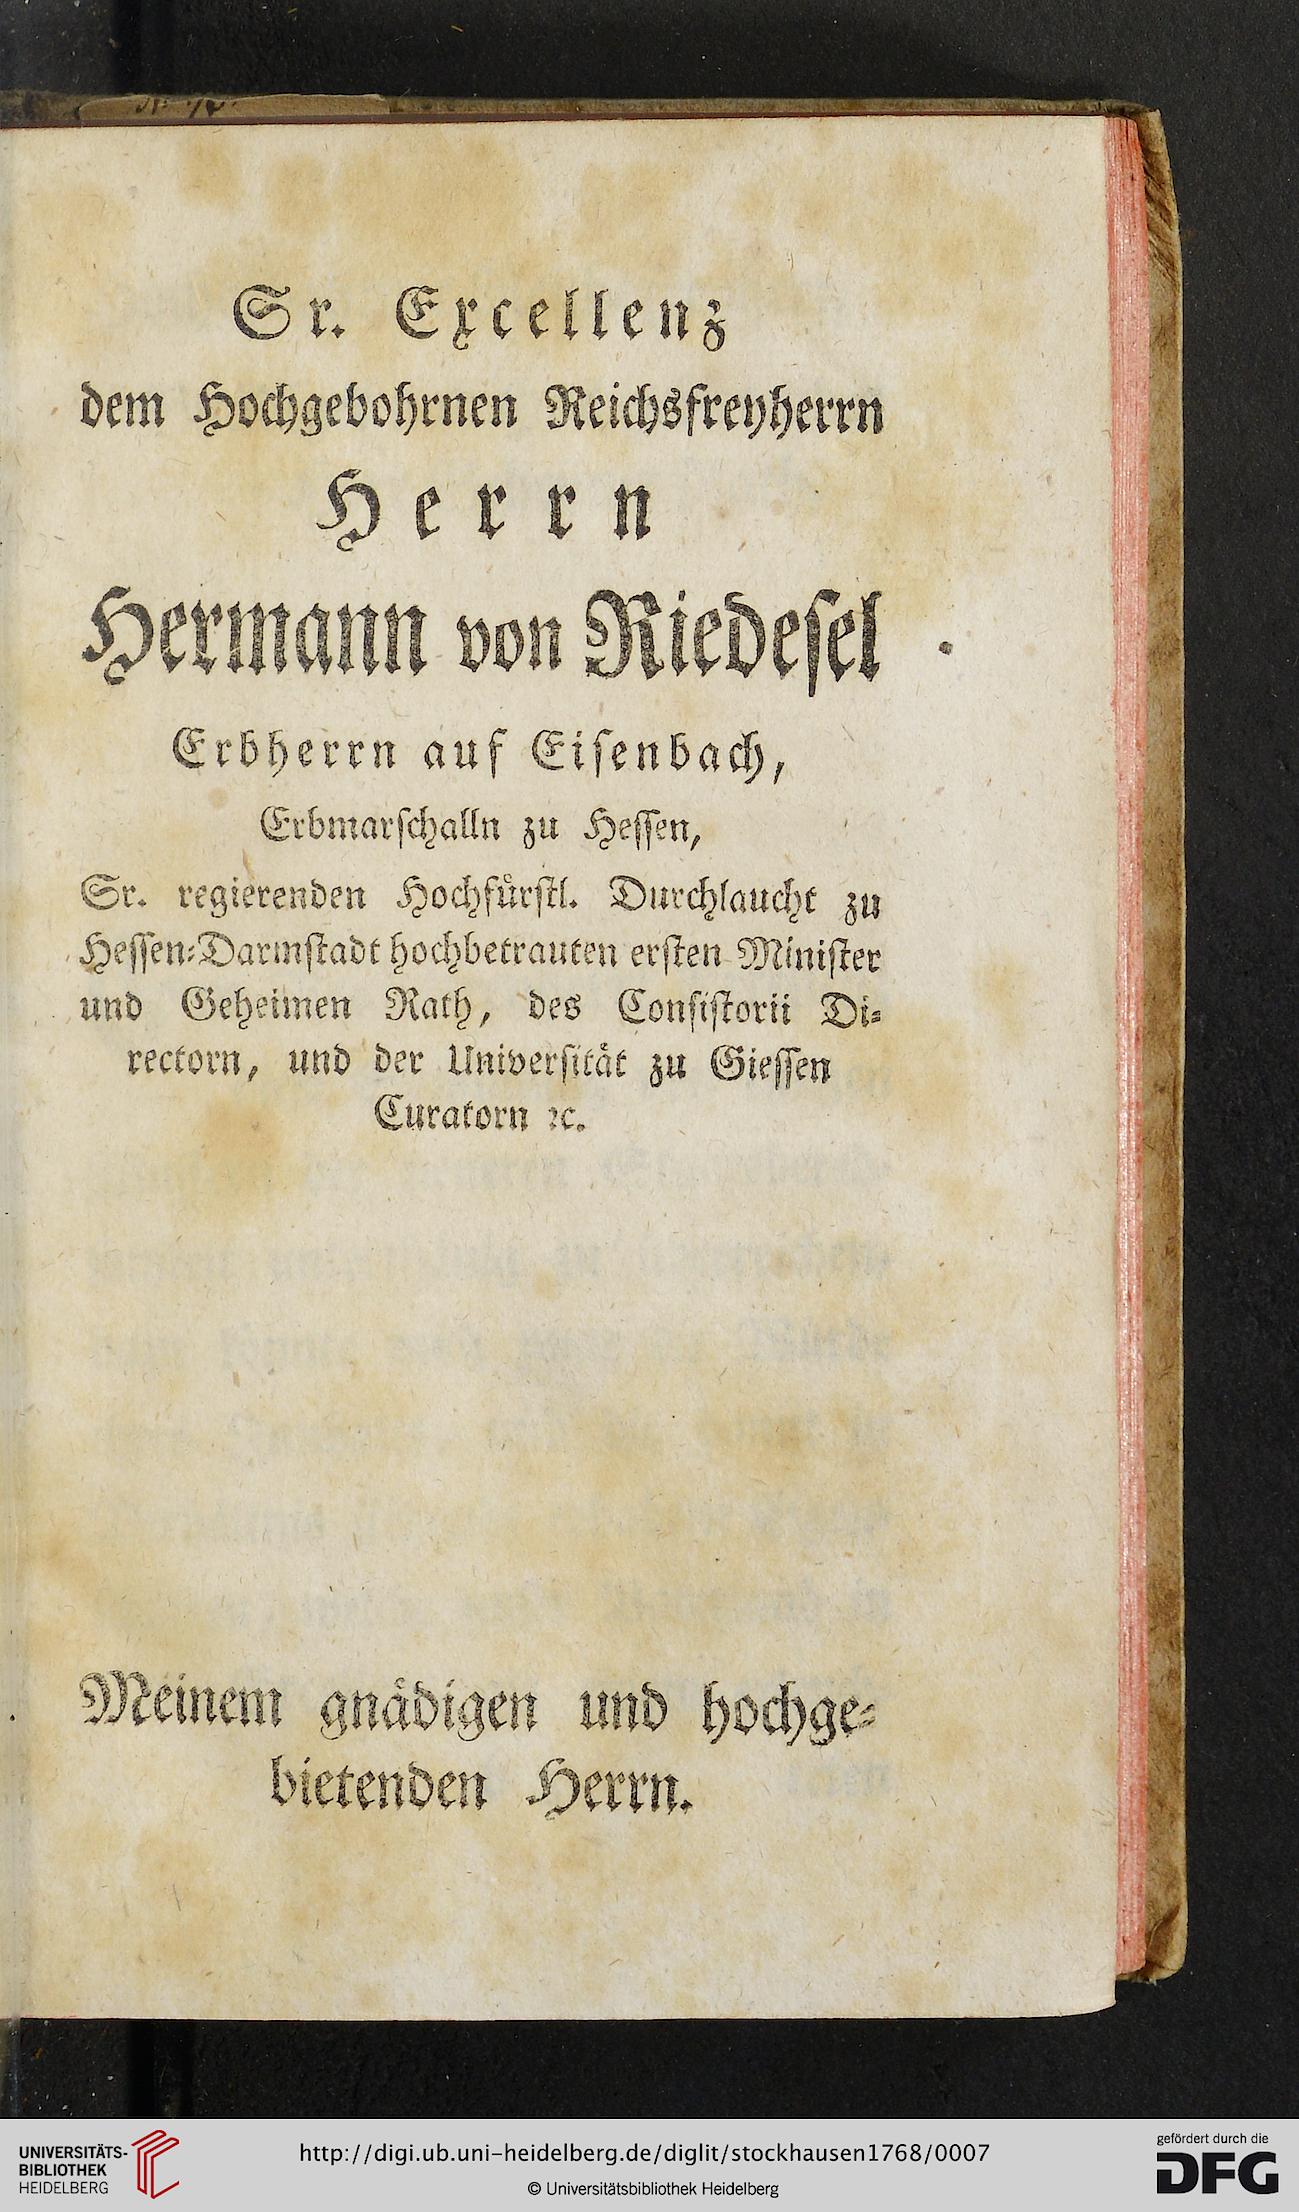 Sr. Excellenz
dem Hochgebohrnen Reichsfreyherrn
Herrn
Hermann von Riedesel
Erbherrn auf Eisenbach,
Erbmarschalln zu Hessen,
Sr. regierenden Hochfürstl. Durchlaucht zu
Hessen-Darmstadt hochbetrauten ersten Minister
und Geheimen Rath, des Consistorii Di-
rectorn, und der Universität zu Giessen
Curatorn ꝛc.
Meinem gnädigen und hochge-
bietenden Herrn.
UNIVERSITÄTS-
BIBLIOTHEK
HEIDELBERG
http://digi.ub.uni-heidelberg.de/diglit/stockhausen1768/0007
© Universitätsbibliothek Heidelberg
gefördert durch die
DFG